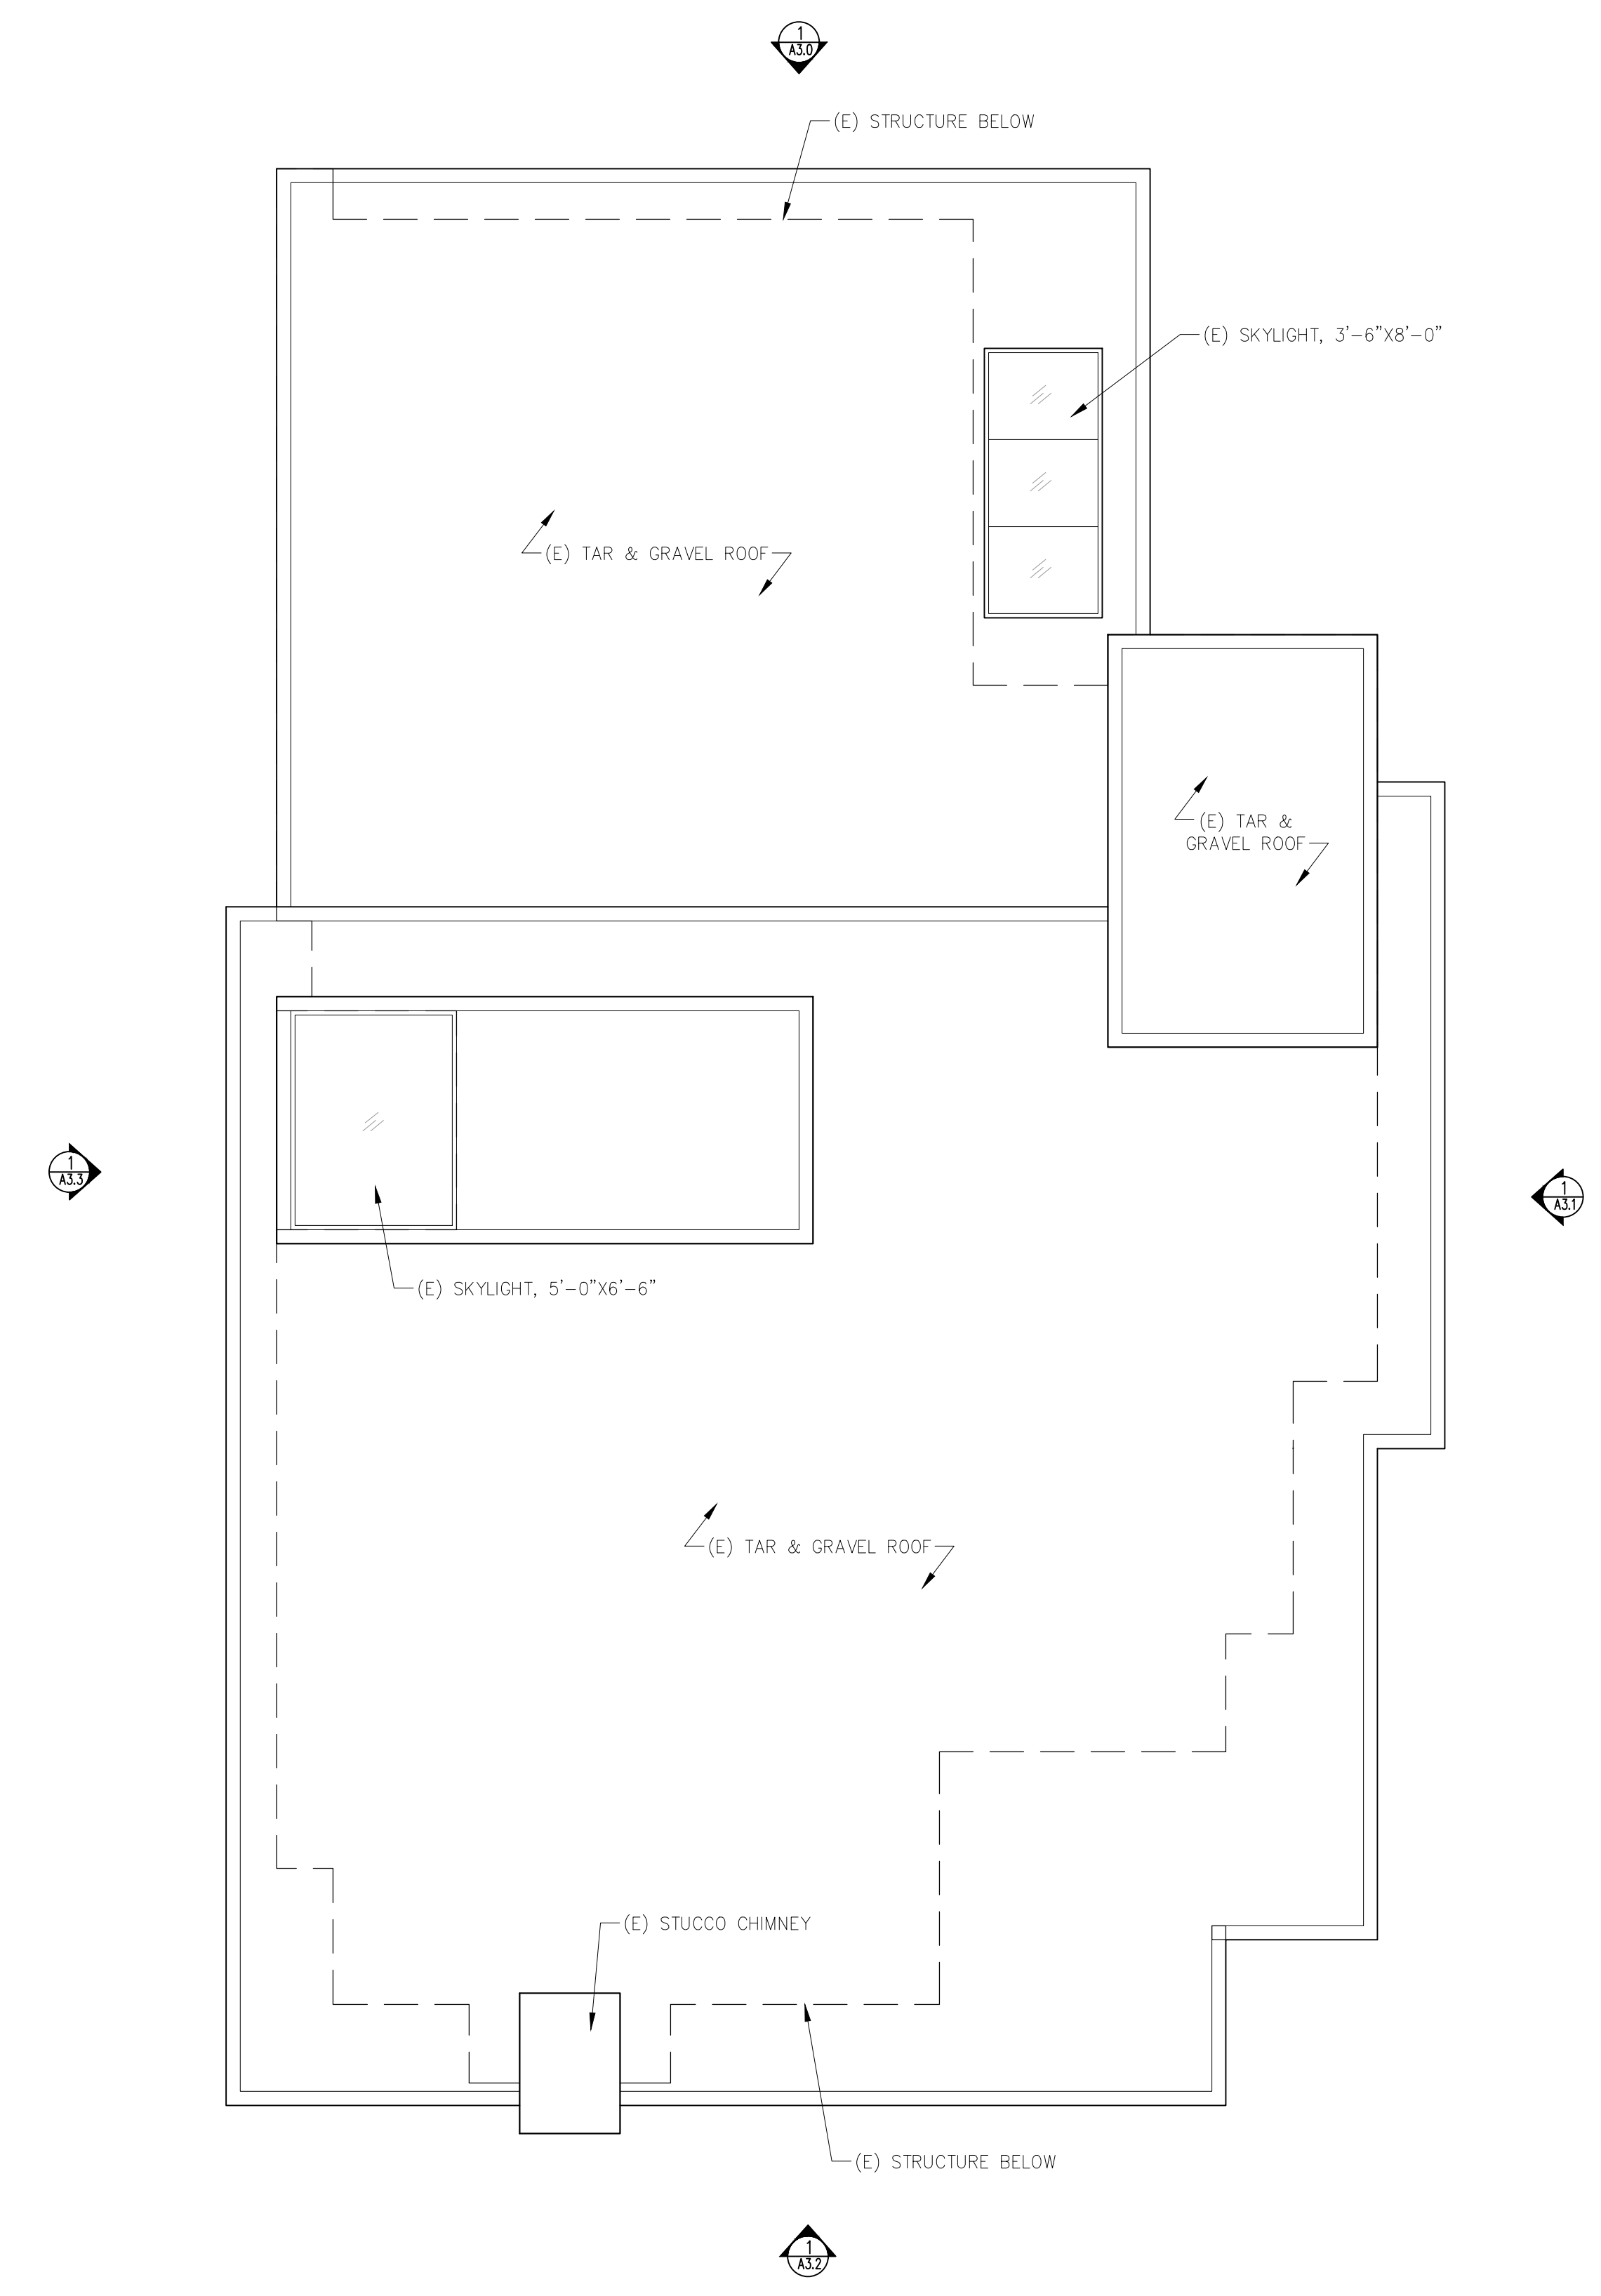 1
A3.0
(E) STRUCTURE BELOW
(E) SKYLIGHT, 3'-6"X8'-0"
(E) TAR & GRAVEL ROOF
(E) TAR &
GRAVEL ROOF
1
A3.3
1
A3.1
(E) SKYLIGHT, 5'-0"X6'-6"
(E) TAR & GRAVEL ROOF
(E) STUCCO CHIMNEY
(E) STRUCTURE BELOW
1
A3.2